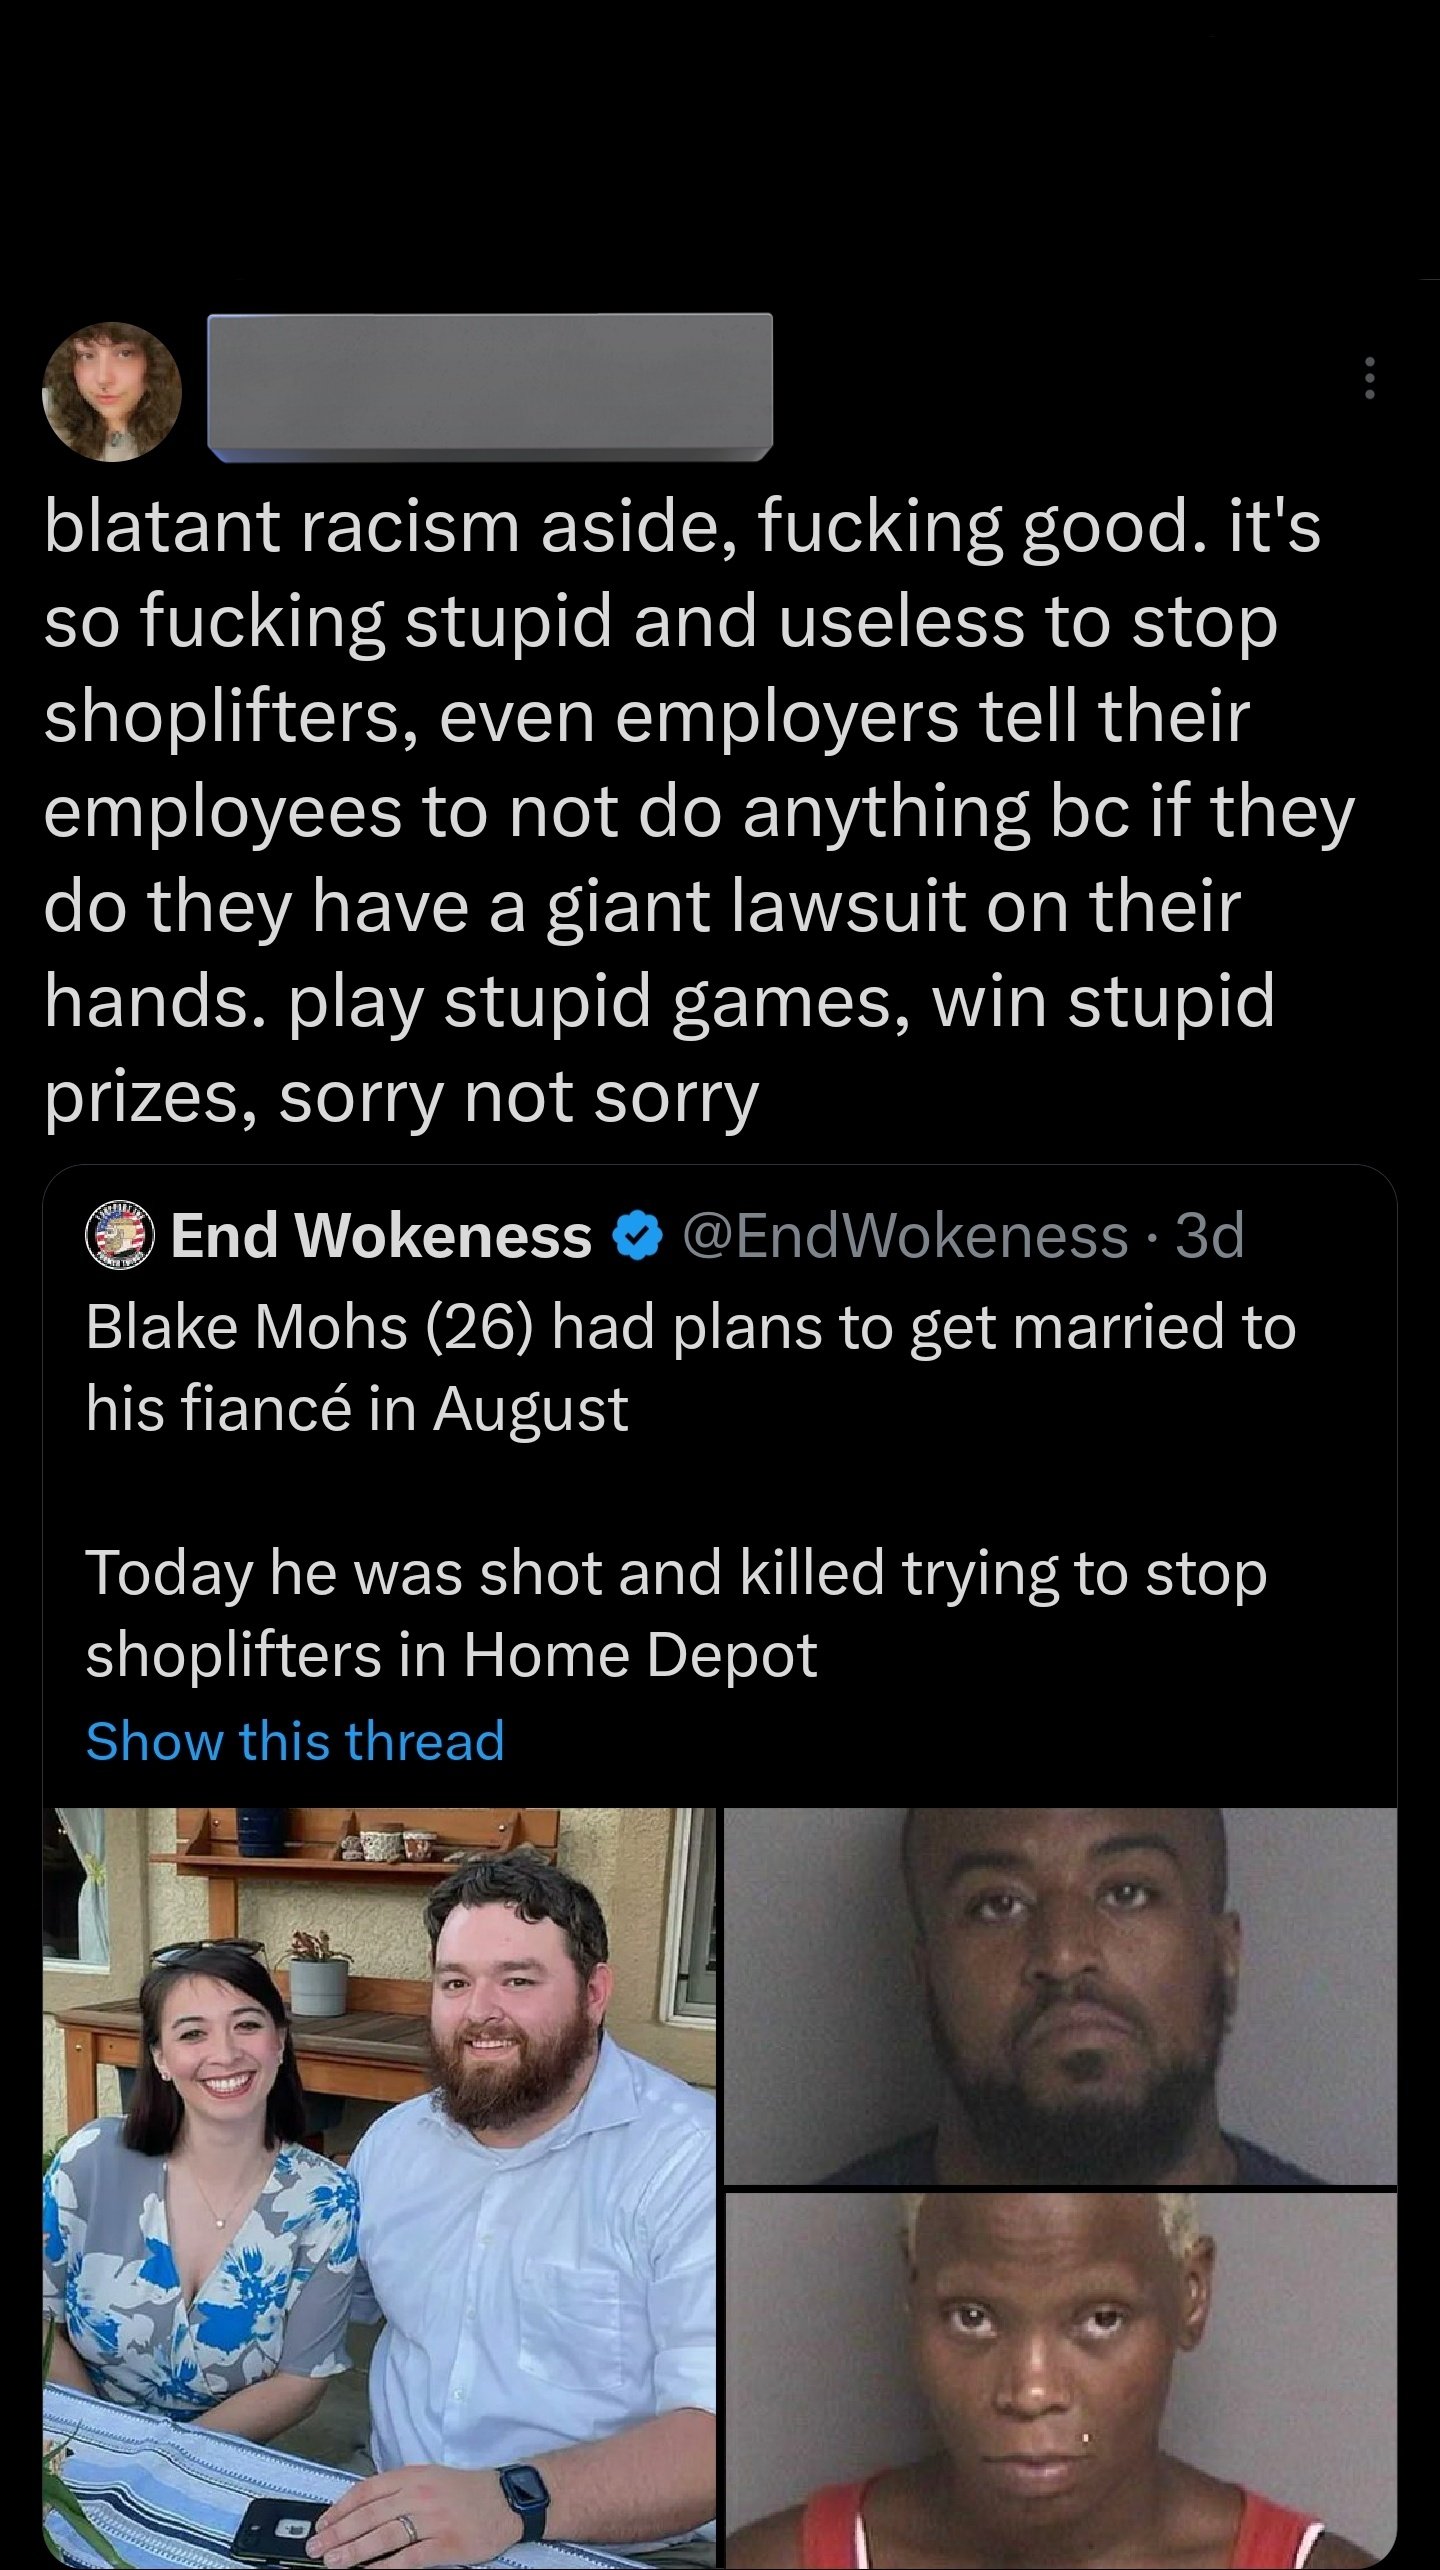 blatant racism aside, fucking good. it's
so fucking stupid and useless to stop
shoplifters, even employers tell their
employees to not do anything bc if they
do they have a giant lawsuit on their
hands. play stupid games, win stupid
prizes, sorry not sorry
End Wokeness @EndWokeness · 3d
Blake Mohs (26) had plans to get married to
his fiancé in August
Today he was shot and killed trying to stop
shoplifters in Home Depot
Show this thread